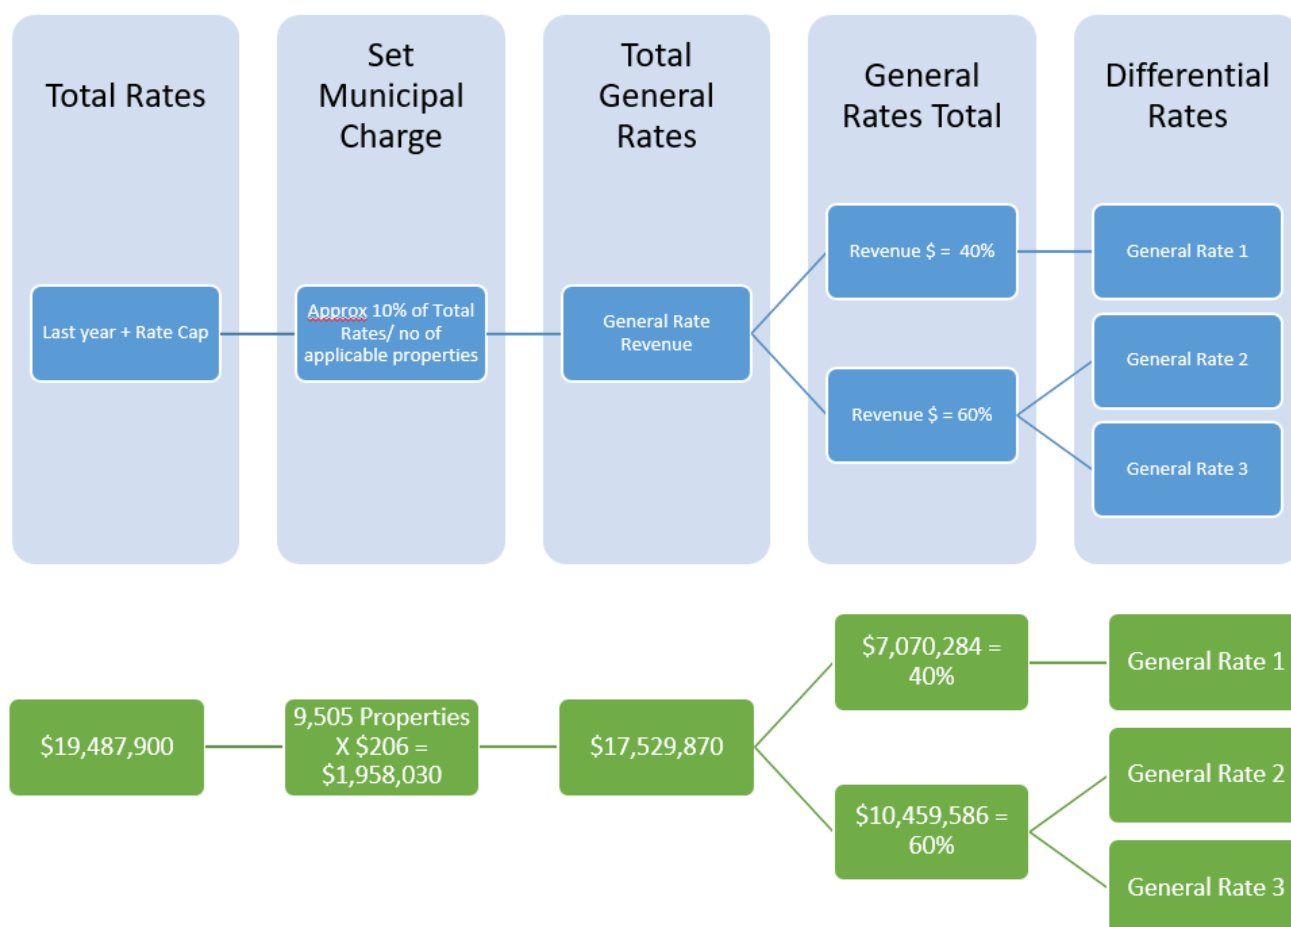 Total Rates
Set
Municipal
Charge
Total
General
Rates
General
Rates Total
Differential
Rates
Last year + Rate Cap
Approx 10% of Total
Rates/ no of
applicable properties
General Rate
Revenue
Revenue $ =  40%
Revenue $ = 60%
General Rate 1
General Rate 2
General Rate 3
$19,487,900
9,505 Properties
X $206 =
$1,958,030
$17,529,870
$7,070,284 =
40%
$10,459,586 =
60%
General Rate 1
General Rate 2
General Rate 3